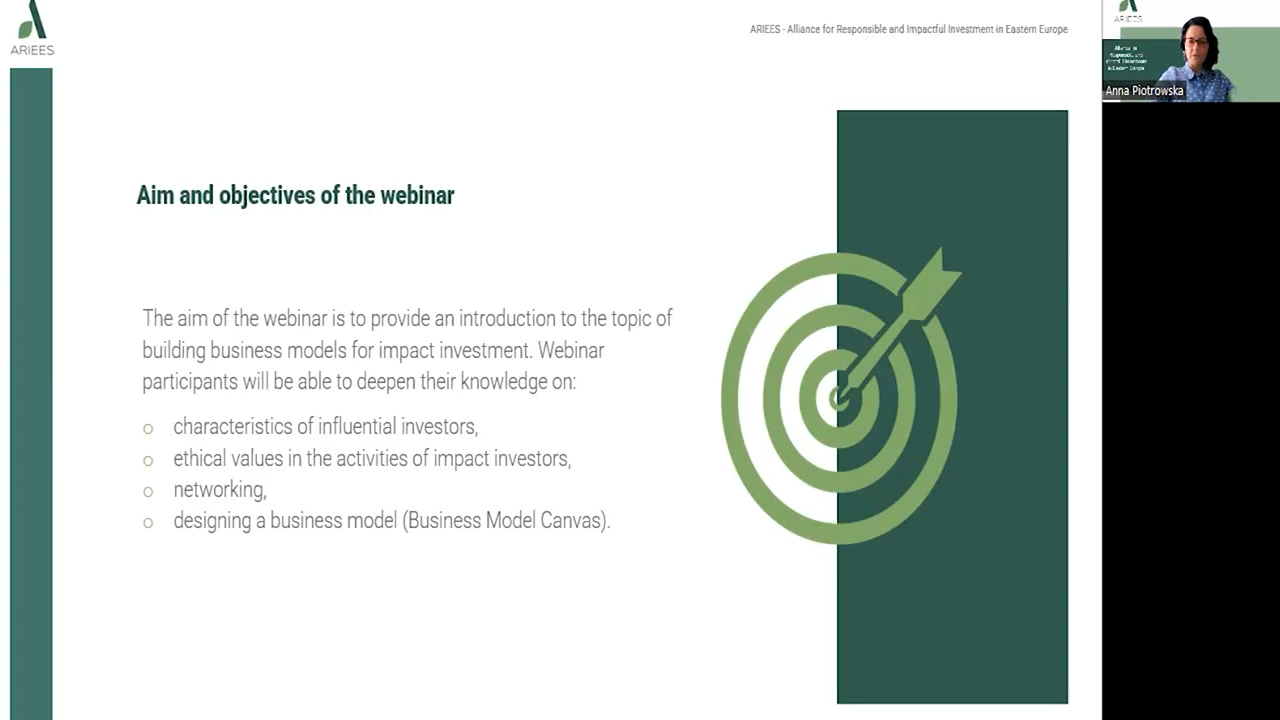 ARIEES
ARIEES - Alliance for Responsible and Impactful Investment in Eastern Europe
ARIEES
Anna Piotrowska
Aim and objectives of the webinar
The aim of the webinar is to provide an introduction to the topic of
building business models for impact investment. Webinar
participants will be able to deepen their knowledge on:
characteristics of influential investors,
ethical values in the activities of impact investors,
networking,
designing a business model (Business Model Canvas).